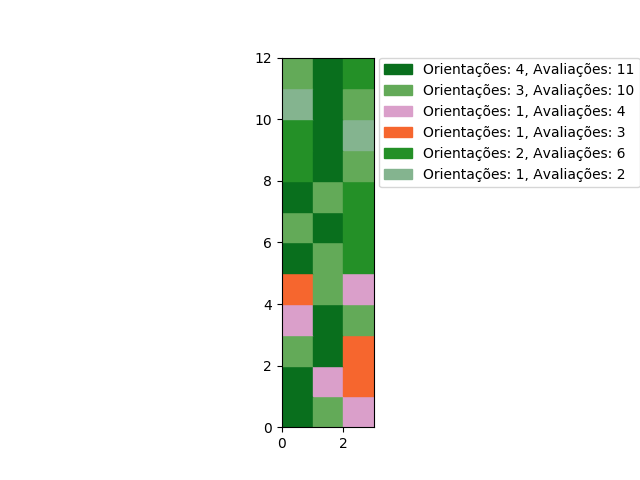 12
10
8
6
4
2
0
0
2
Orientações: 4, Avaliações: 11
Orientações: 3, Avaliações: 10
Orientações: 1, Avaliações: 4
Orientações: 1, Avaliações: 3
Orientações: 2, Avaliações: 6
Orientações: 1, Avaliações: 2